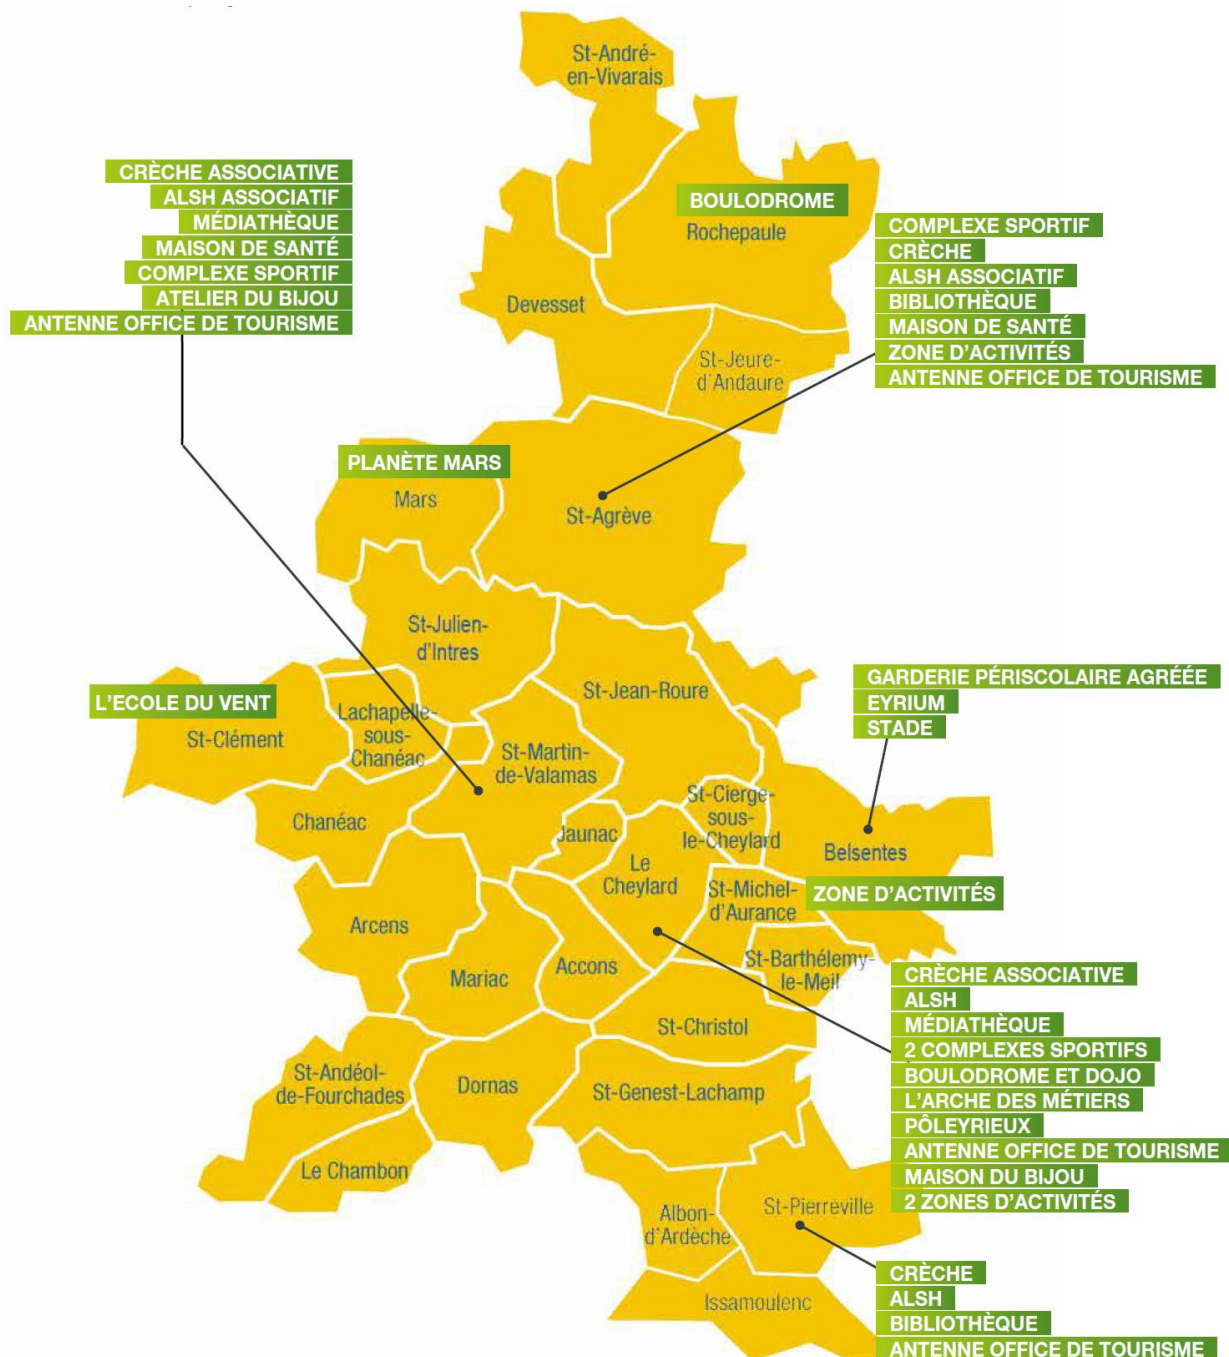 St-André-
en-Vivarais
CRÈCHE ASSOCIATIVE
ALSH ASSOCIATIF
MÉDIATHÈQUE
MAISON DE SANTÉ
COMPLEXE SPORTIF
ATELIER DU BIJOU
ANTENNE OFFICE DE TOURISME
BOULODROME
Rochepaule
COMPLEXE SPORTIF
CRÈCHE
ALSH ASSOCIATIF
BIBLIOTHÈQUE
MAISON DE SANTÉ
ZONE D'ACTIVITÉS
ANTENNE OFFICE DE TOURISME
Devesset
St-Jeure-
d'Andaure
PLANÈTE MARS
Mars
St-Agrève
St-Julien-
d'Intres
St-Jean-Roure
GARDERIE PÉRISCOLAIRE AGRÉÉE
EYRIUM
STADE
L'ECOLE DU VENT
St-Clément
Lachapelle-
sous-
Chanéac
St-Martin-
de-Valamas
Chanéac
Jaunac
St-Cierge-
sous-
le-Cheylard
Belsentes
Le
Cheylard
St-Michel-
d'Aurance
ZONE D'ACTIVITÉS
Arcens
Mariac
Accons
St-Barthélemy-
le-Meil
St-Christol
CRÈCHE ASSOCIATIVE
ALSH
MÉDIATHÈQUE
2 COMPLEXES SPORTIFS
BOULODROME ET DOJO
L'ARCHE DES MÉTIERS
PÔLEYRIEUX
ANTENNE OFFICE DE TOURISME
MAISON DU BIJOU
2 ZONES D'ACTIVITÉS
St-Andéol-
de-Fourchades
Dornas
St-Genest-Lachamp
Le Chambon
Albon-
d'Ardèche
St-Pierreville
Issamoulenc
CRÈCHE
ALSH
BIBLIOTHÈQUE
ANTENNE OFFICE DE TOURISME